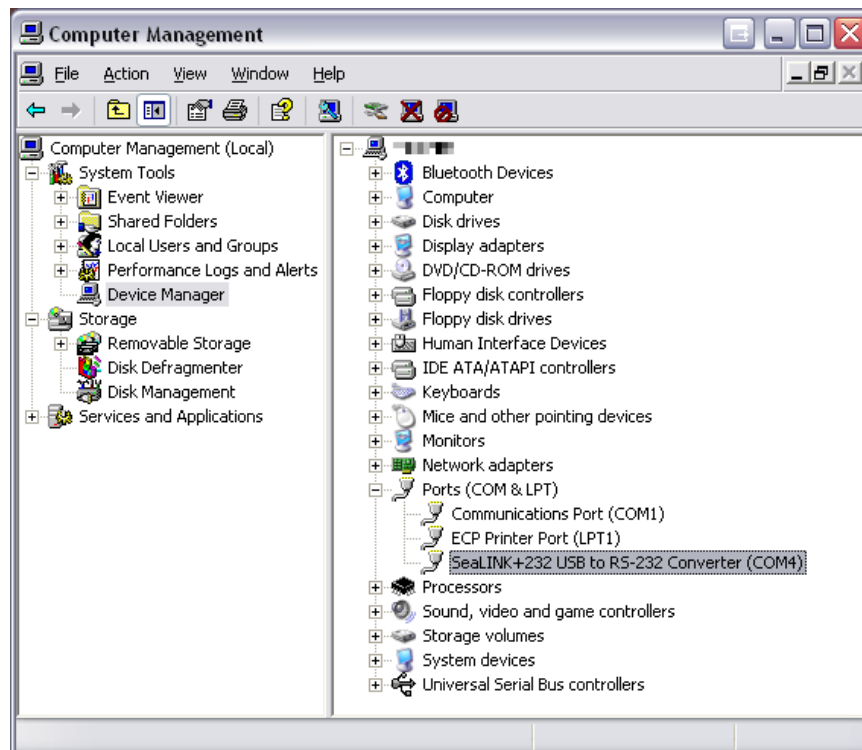 Computer Management
File Action View Window Help
Computer Management (Local)
System Tools
Event Viewer
Shared Folders
Local Users and Groups
Performance Logs and Alerts
Device Manager
Storage
Removable Storage
Disk Defragmenter
Disk Management
Services and Applications
Bluetooth Devices
Computer
Disk drives
Display adapters
DVD/CD-ROM drives
Floppy disk controllers
Floppy disk drives
Human Interface Devices
IDE ATA/ATAPI controllers
Keyboards
Mice and other pointing devices
Monitors
Network adapters
Ports (COM & LPT)
Communications Port (COM1)
ECP Printer Port (LPT1)
SeaLINK+232 USB to RS-232 Converter (COM4)
Processors
Sound, video and game controllers
Storage volumes
System devices
Universal Serial Bus controllers